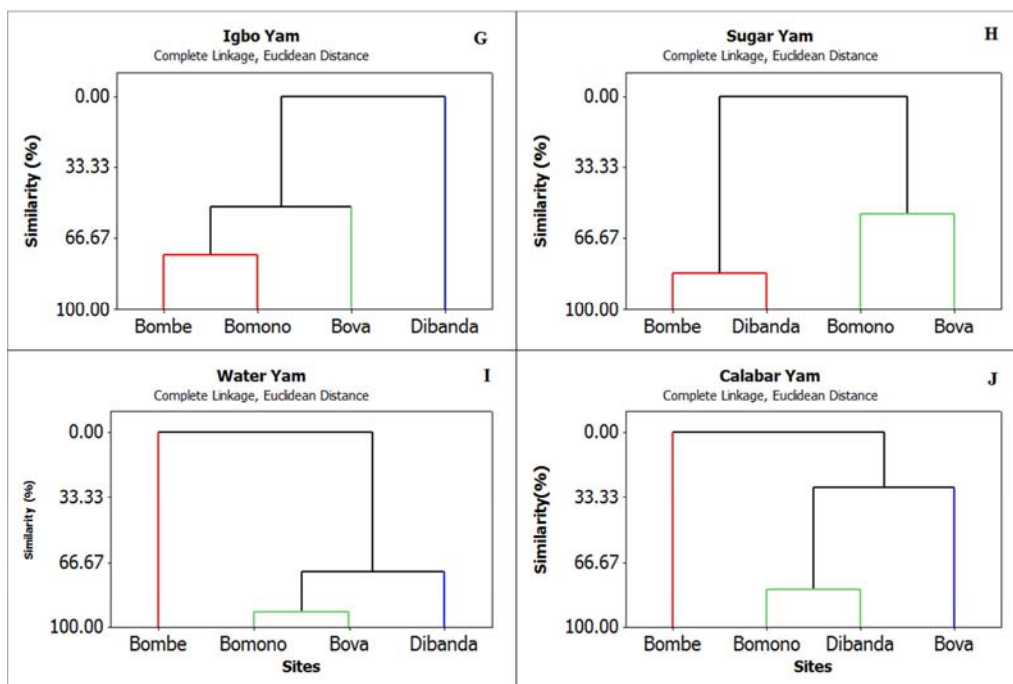 Igbo Yam
G
Complete Linkage, Euclidean Distance
Similarity (%)
0.00
33.33
66.67
100.00
Bombe Bomono Bova Dibanda
Sugar Yam
H
Complete Linkage, Euclidean Distance
Similarity (%)
0.00
33.33
66.67
100.00
Bombe Dibanda Bomono Bova
Water Yam
I
Complete Linkage, Euclidean Distance
Similarity (%)
0.00
33.33
66.67
100.00
Bombe Bomono Bova Dibanda
Sites
Calabar Yam
J
Complete Linkage, Euclidean Distance
Similarity(%)
0.00
33.33
66.67
100.00
Bombe Bomono Dibanda Bova
Sites